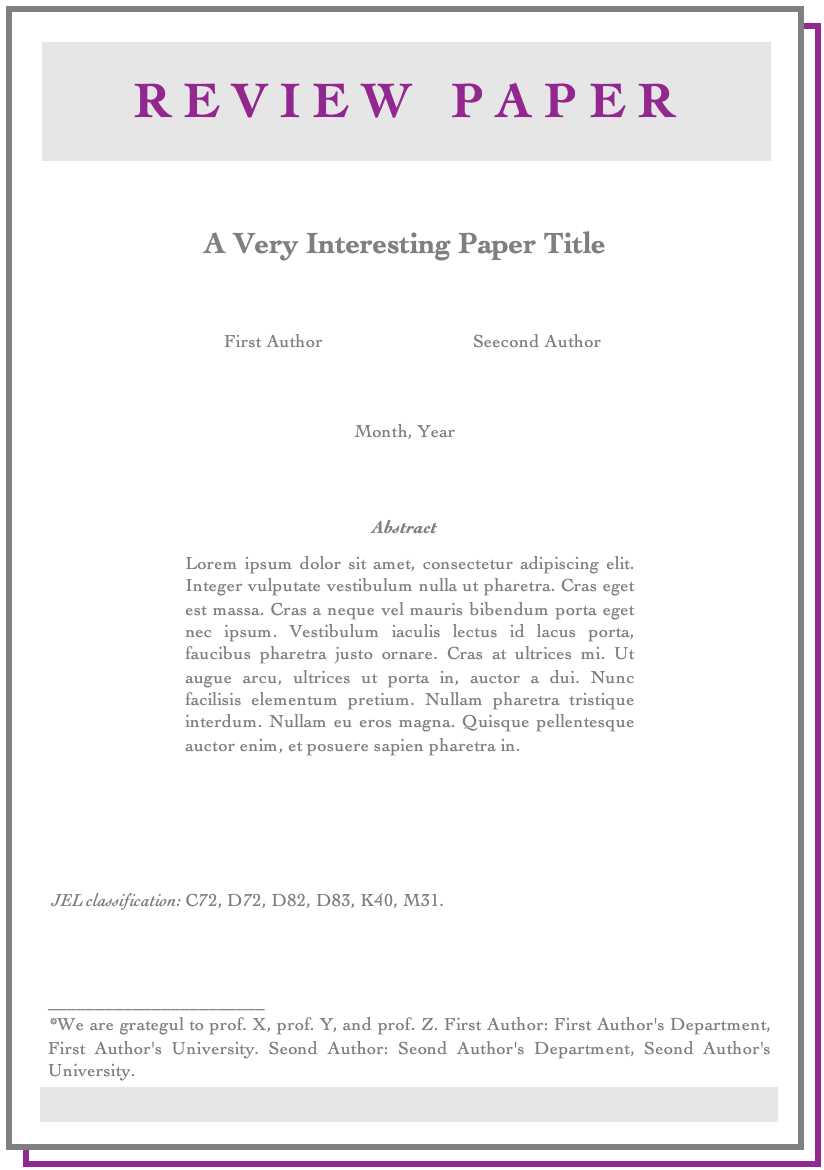 REVIEW PAPER
A Very Interesting Paper Title
First Author Seecond Author
Month, Year
Abstract
Lorem ipsum dolor sit amet, consectetur adipiscing elit.
Integer vulputate vestibulum nulla ut pharetra. Cras eget
est massa. Cras a neque vel mauris bibendum porta eget
nec ipsum. Vestibulum iaculis lectus id lacus porta,
faucibus pharetra justo ornare. Cras at ultrices mi. Ut
augue arcu, ultrices ut porta in, auctor a dui. Nunc
facilisis elementum pretium. Nullam pharetra tristique
interdum. Nullam eu eros magna. Quisque pellentesque
auctor enim, et posuere sapien pharetra in.
JEL classification: C72, D72, D82, D83, K40, M31.
*We are grategul to prof. X, prof. Y, and prof. Z. First Author: First Author's Department,
First Author's University. Seond Author: Seond Author's Department, Seond Author's
University.